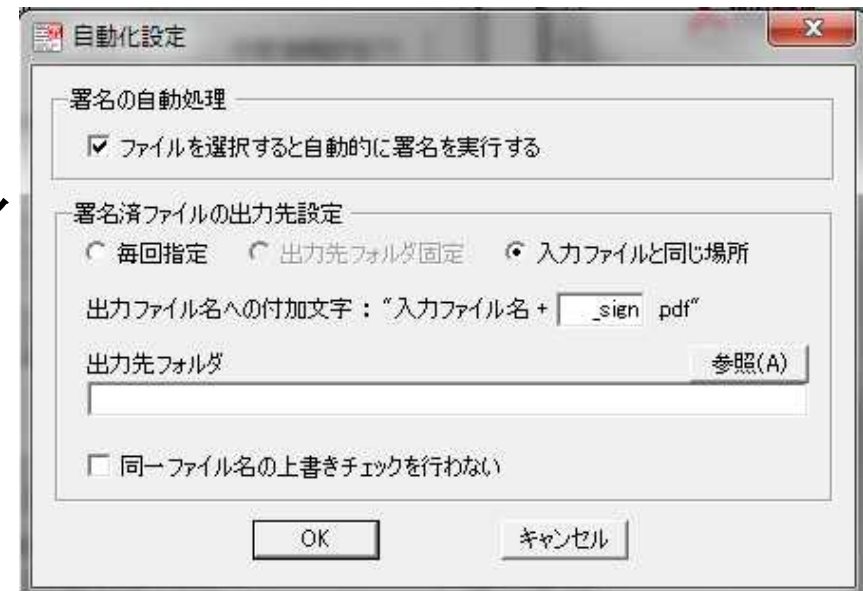 自動化設定
署名の自動処理
ファイルを選択すると自動的に署名を実行する
署名済ファイルの出力先設定
毎回指定 出力先フォルダ固定 入力ファイルと同じ場所
出力ファイル名への付加文字 : "入力ファイル名 + _sign pdf"
出力先フォルダ 参照(A)
同一ファイル名の上書きチェックを行わない
OK キャンセル